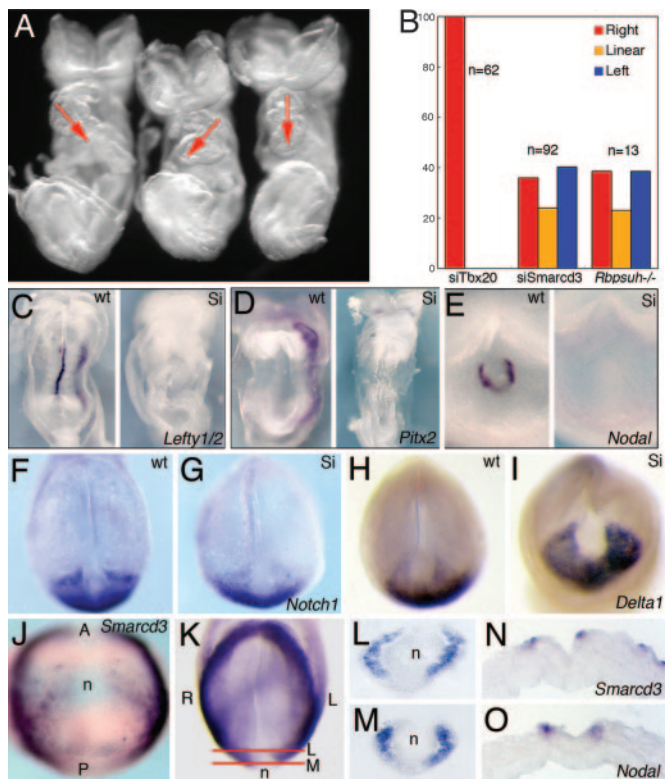 A
B
100
80
60
40
20
0
Right
Linear
Left
n=62
n=92
n=13
siTbx20
siSmarcd3
Rbpsuh-/-
C
wt
Si
Lefty1/2
D
wt
Si
Pitx2
E
wt
Si
Nodal
F
wt
G
Si
Notch1
H
wt
I
Si
Delta1
J
Smarcd3
A
n
P
K
R
L
L
M
n
L
n
N
Smarcd3
M
n
O
Nodal